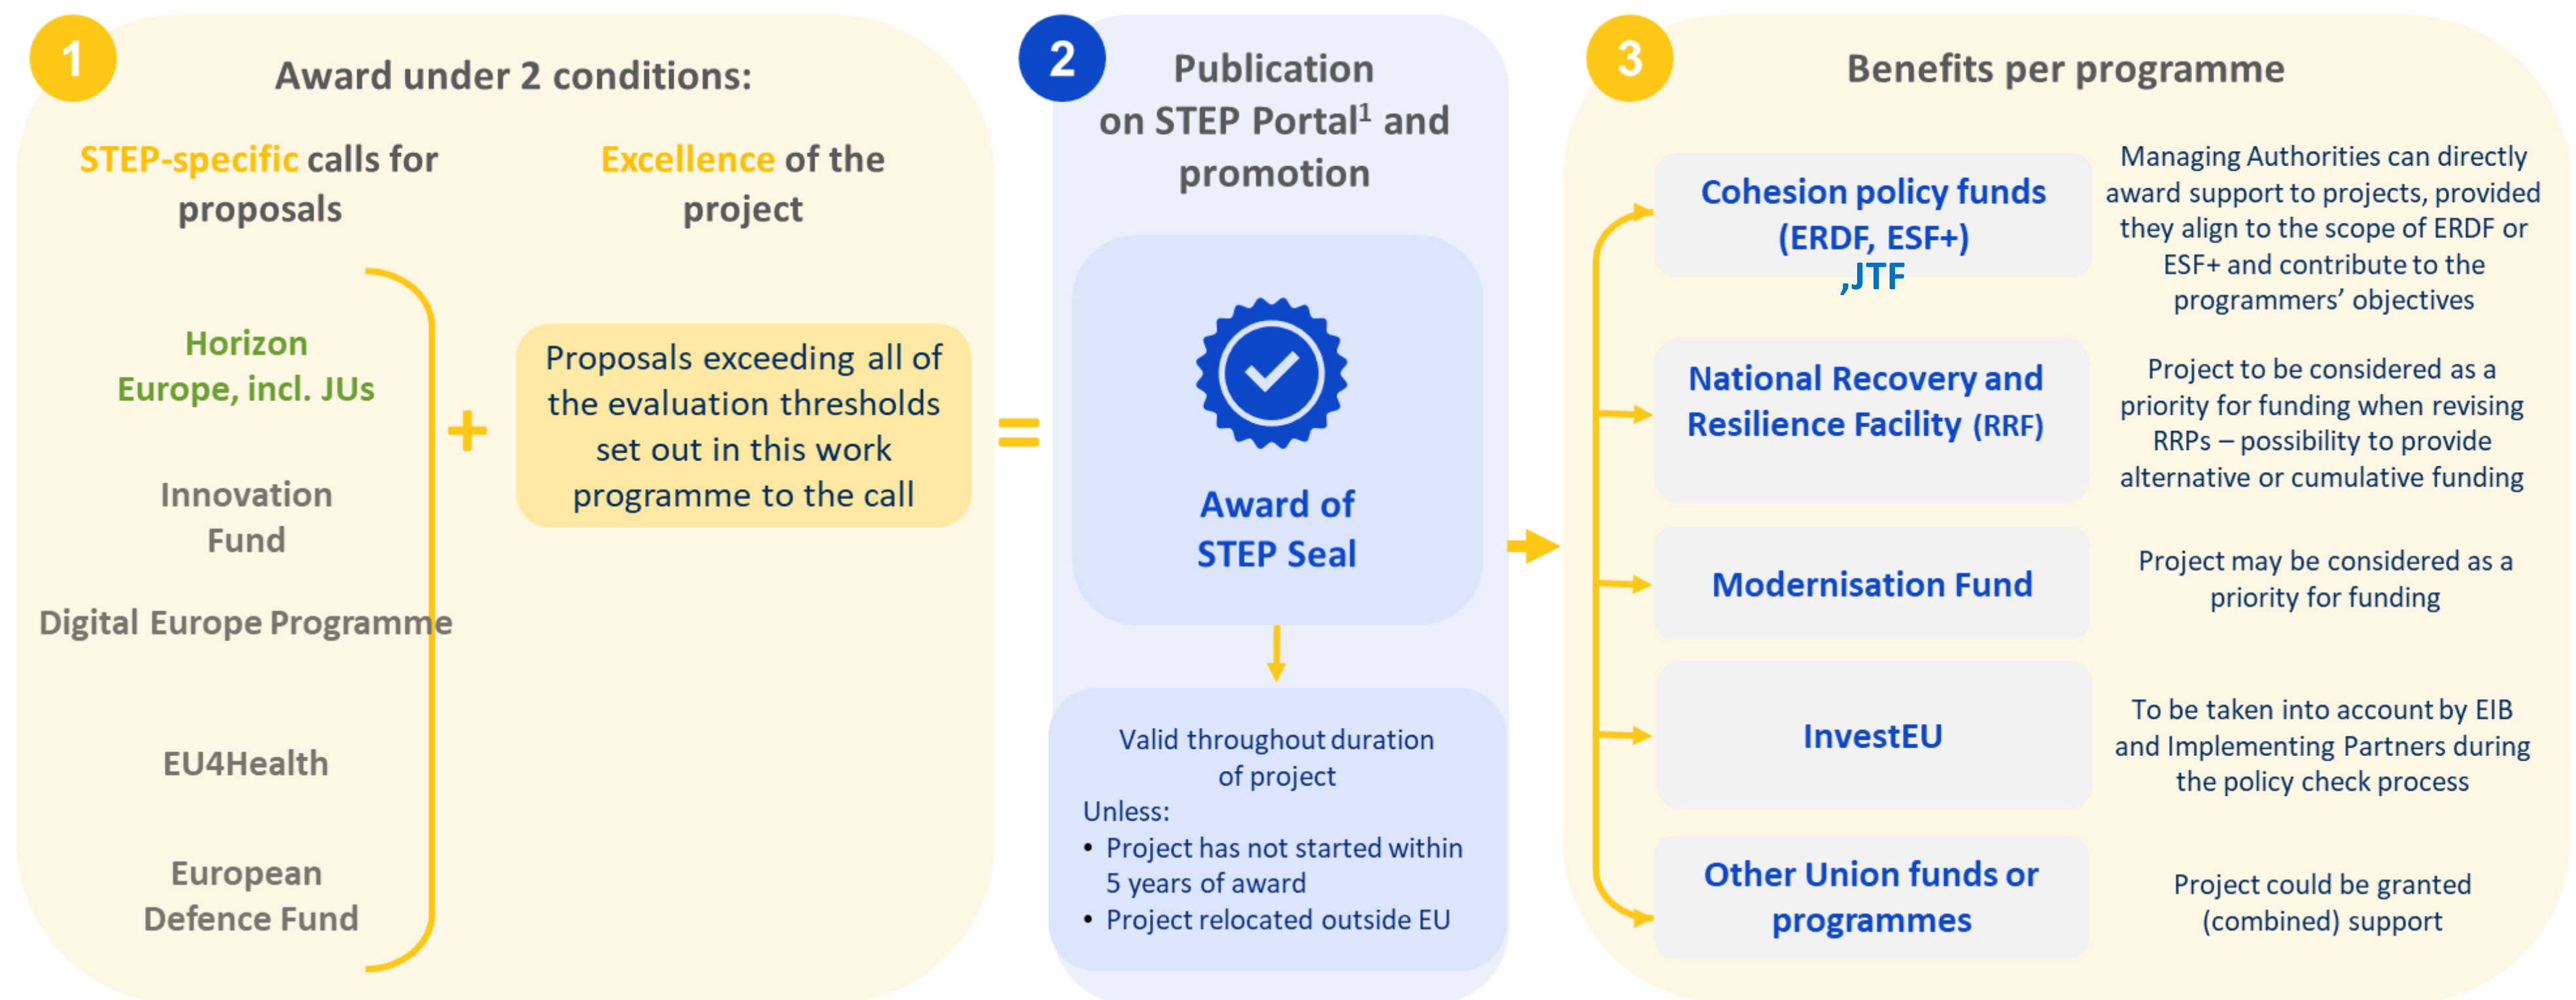 1
Award under 2 conditions:
STEP-specific calls for
proposals
Excellence of the
project
Horizon
Europe, incl. JUs
Innovation
Fund
Digital Europe Programme
EU4Health
European
Defence Fund
+
Proposals exceeding all of
the evaluation thresholds
set out in this work
programme to the call
=
2
Publication
on STEP Portal¹ and
promotion
Award of
STEP Seal
Valid throughout duration
of project
Unless:
• Project has not started within
5 years of award
• Project relocated outside EU
3
Benefits per programme
Cohesion policy funds
(ERDF, ESF+)
,JTF
Managing Authorities can directly
award support to projects, provided
they align to the scope of ERDF or
ESF+ and contribute to the
programmers’ objectives
National Recovery and
Resilience Facility (RRF)
Project to be considered as a
priority for funding when revising
RRPs – possibility to provide
alternative or cumulative funding
Modernisation Fund
Project may be considered as a
priority for funding
InvestEU
To be taken into account by EIB
and Implementing Partners during
the policy check process
Other Union funds or
programmes
Project could be granted
(combined) support